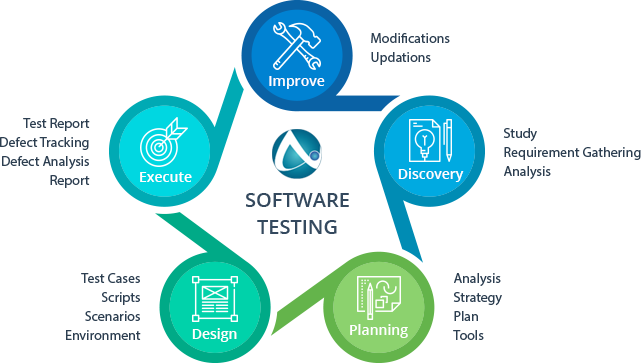 Improve
Modifications
Updations
Discovery
Study
Requirement Gathering
Analysis
Planning
Analysis
Strategy
Plan
Tools
Design
Test Cases
Scripts
Scenarios
Environment
Execute
Test Report
Defect Tracking
Defect Analysis
Report
SOFTWARE
TESTING